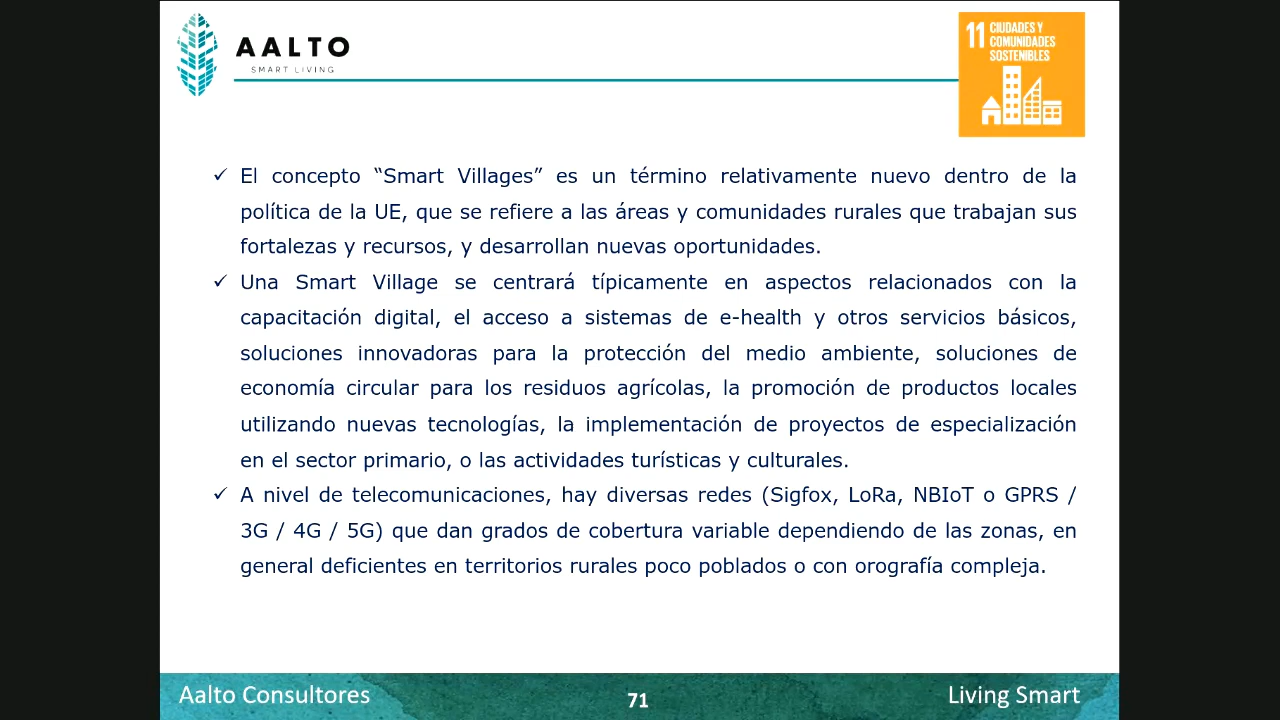 AALTO
SMART LIVING
11 CIUDADES Y
COMUNIDADES
SOSTENIBLES
✓ El concepto “Smart Villages” es un término relativamente nuevo dentro de la
política de la UE, que se refiere a las áreas y comunidades rurales que trabajan sus
fortalezas y recursos, y desarrollan nuevas oportunidades.
✓ Una Smart Village se centrará típicamente en aspectos relacionados con la
capacitación digital, el acceso a sistemas de e-health y otros servicios básicos,
soluciones innovadoras para la protección del medio ambiente, soluciones de
economía circular para los residuos agrícolas, la promoción de productos locales
utilizando nuevas tecnologías, la implementación de proyectos de especialización
en el sector primario, o las actividades turísticas y culturales.
✓ A nivel de telecomunicaciones, hay diversas redes (Sigfox, LoRa, NBIoT o GPRS /
3G / 4G / 5G) que dan grados de cobertura variable dependiendo de las zonas, en
general deficientes en territorios rurales poco poblados o con orografía compleja.
Aalto Consultores
71
Living Smart